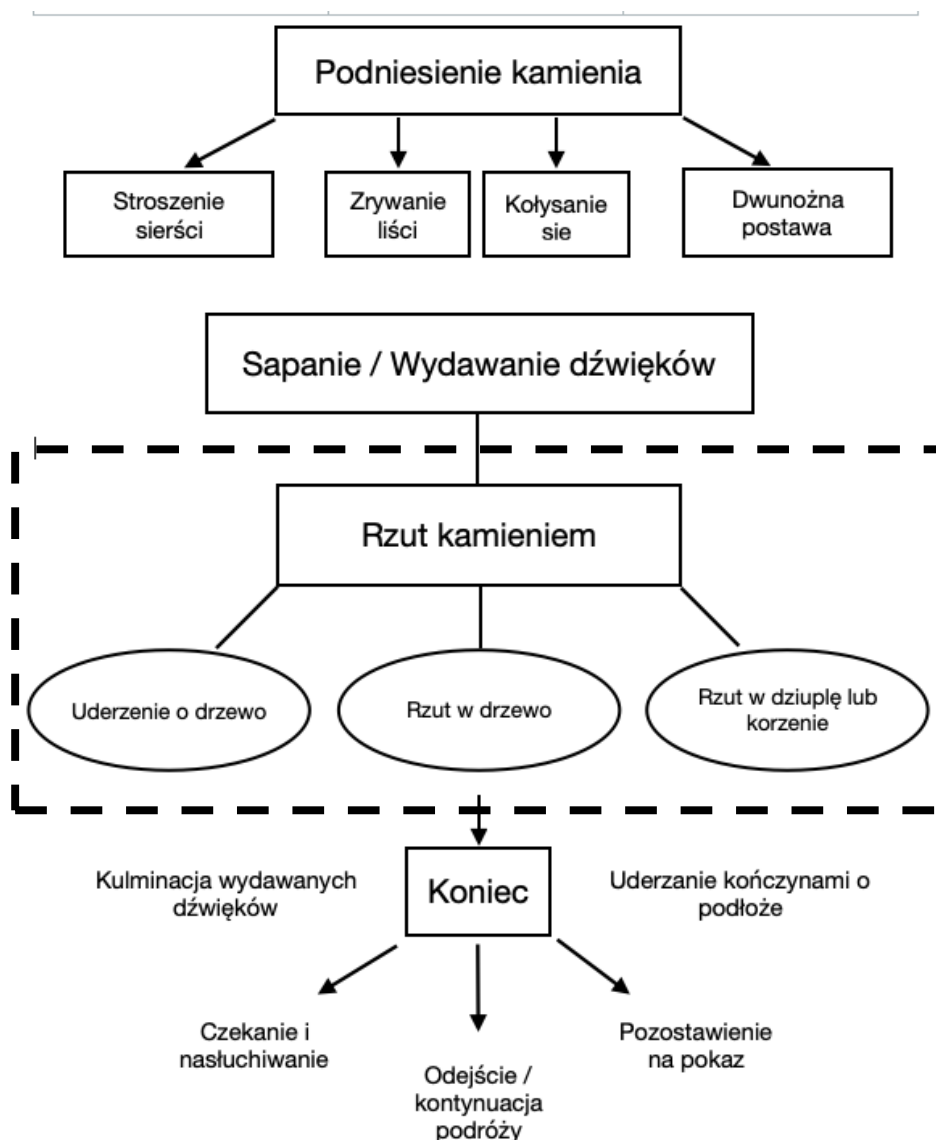 Podniesienie kamienia
Stroszenie
sierści
Zrywanie
liści
Kołysanie
sie
Dwunożna
postawa
Sapanie / Wydawanie dźwięków
Rzut kamieniem
Uderzenie o drzewo
Rzut w drzewo
Rzut w dziuplę lub
korzenie
Kulminacja wydawanych
dźwięków
Koniec
Uderzanie kończynami o
podłoże
Czekanie i
nasłuchiwanie
Odejście /
kontynuacja
podróży
Pozostawienie
na pokaz